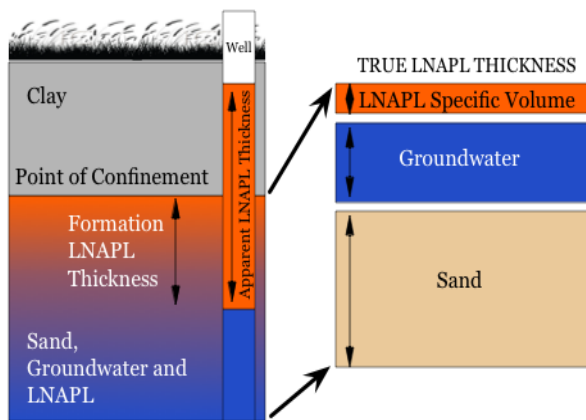 Well
Clay
Point of Confinement
Formation
LNAPL
Thickness
Apparent LNAPL Thickness
Sand,
Groundwater and
LNAPL
TRUE LNAPL THICKNESS
LNAPL Specific Volume
Groundwater
Sand